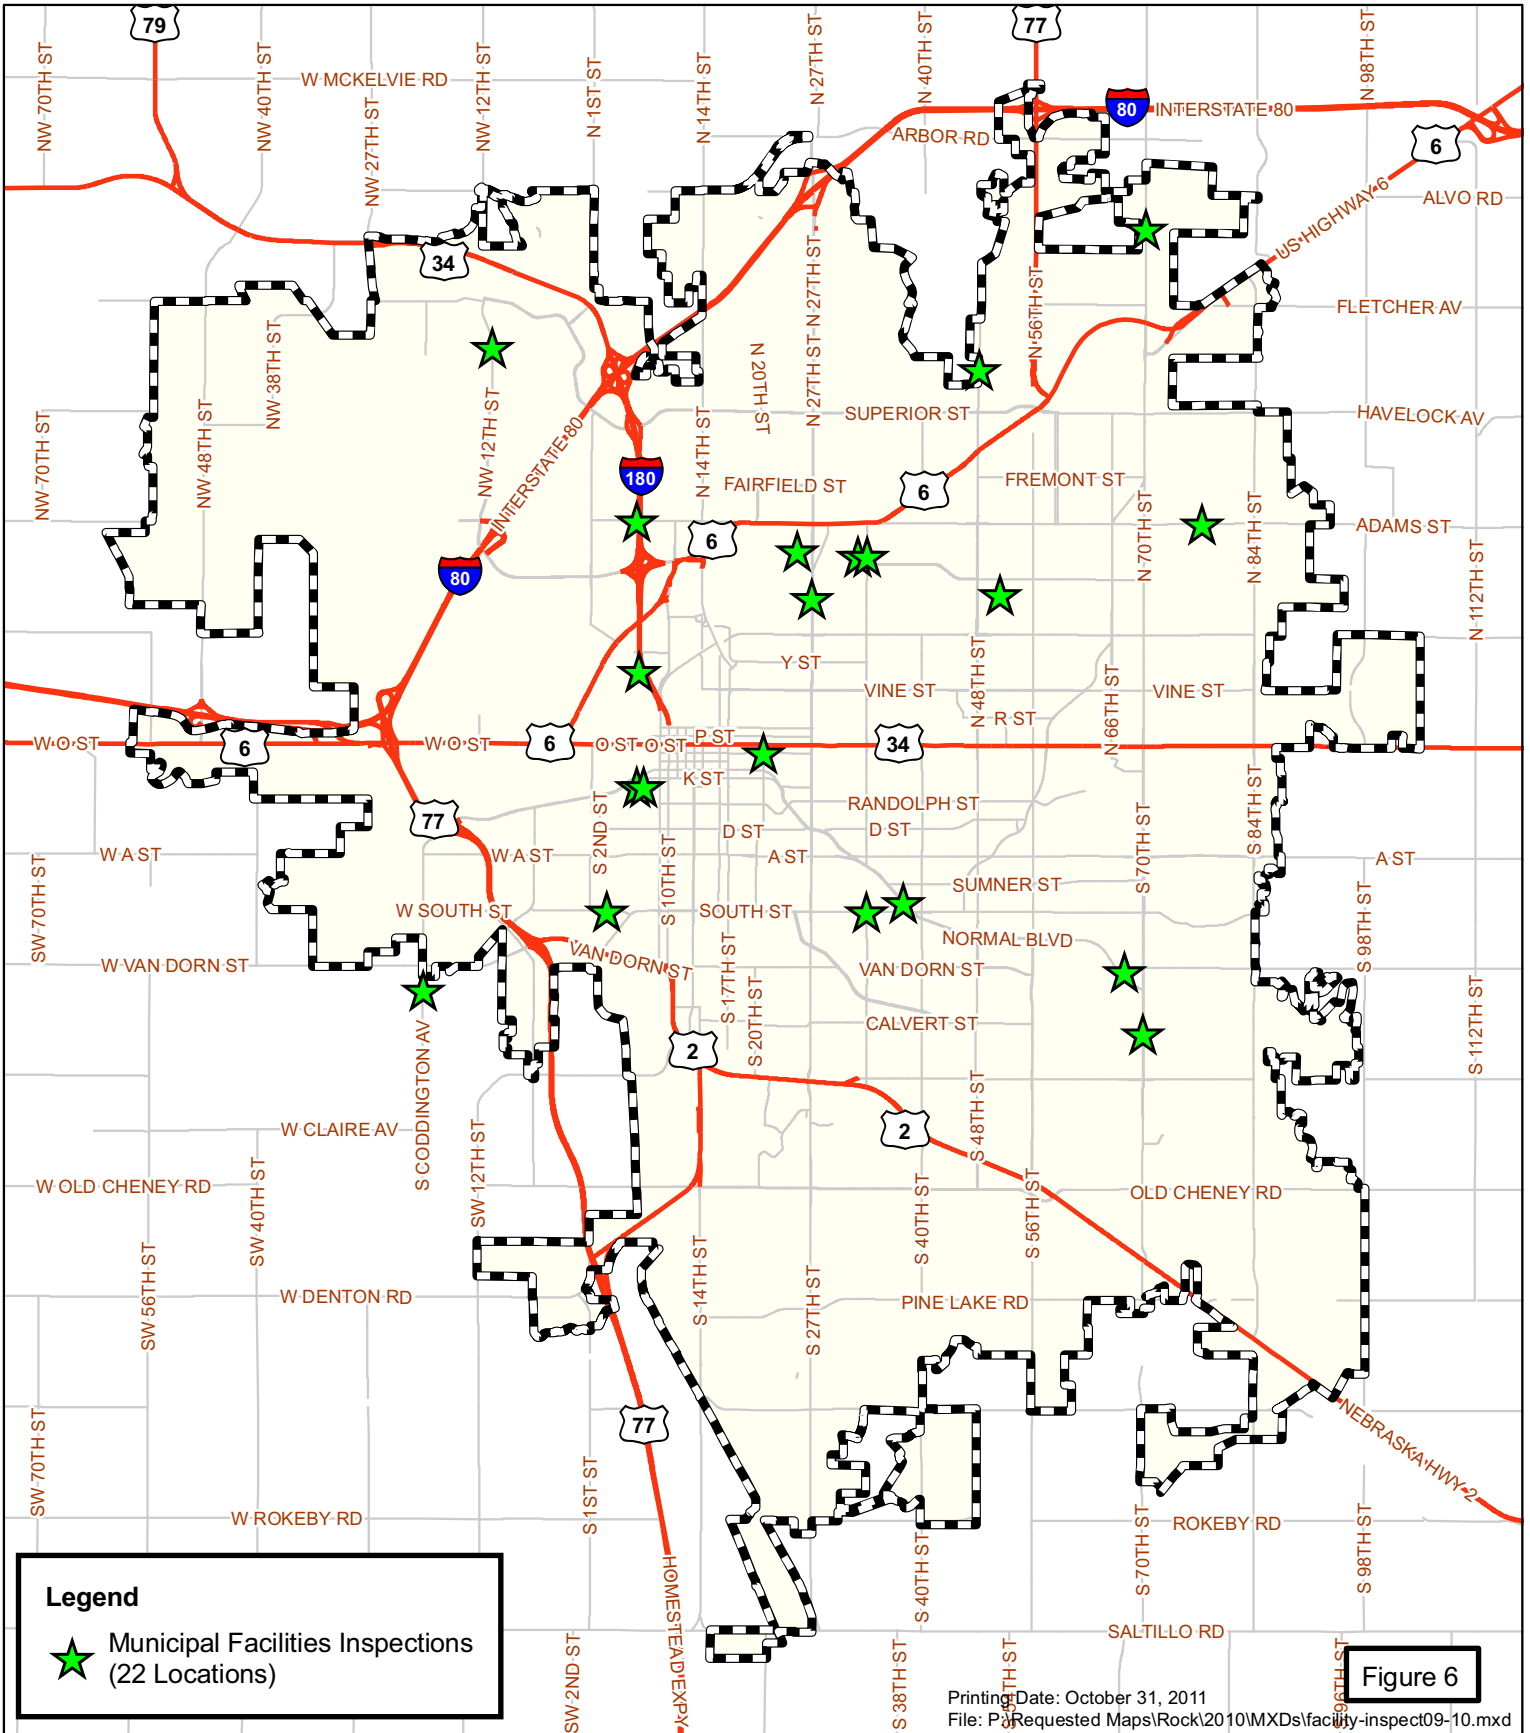 79
77
NW 70TH ST
NW 40TH ST
W MCKELVIE RD
NW 27TH ST
NW 12TH ST
N 1ST ST
N 14TH ST
N 27TH ST
N 40TH ST
N 98TH ST
80
INTERSTATE 80
ARBOR RD
6
ALVO RD
US HIGHWAY 6
34
N 27TH ST
N 27TH ST
N 56TH ST
FLETCHER AV
NW 38TH ST
N 20TH ST
SUPERIOR ST
HAVELOCK AV
NW 70TH ST
NW 48TH ST
NW 12TH ST
INTERSTATE 80
180
N 14TH ST
FAIRFIELD ST
6
FREMONT ST
N 70TH ST
N 84TH ST
ADAMS ST
6
80
N 112TH ST
Y ST
VINE ST
N 48TH ST
R ST
N 66TH ST
VINE ST
W O ST
6
W O ST
6
O ST
O ST
P ST
34
K ST
77
S 2ND ST
RANDOLPH ST
D ST
D ST
S 84TH ST
W A ST
W A ST
S 10TH ST
A ST
S 70TH ST
A ST
SW 70TH ST
SUMNER ST
W SOUTH ST
SOUTH ST
S 98TH ST
NORMAL BLVD
W VAN DORN ST
VAN DORN ST
S 17TH ST
VAN DORN ST
S 20TH ST
CALVERT ST
S 112TH ST
2
S CODDINGTON AV
W CLAIRE AV
2
S 48TH ST
SW 12TH ST
W OLD CHENEY RD
SW 40TH ST
S 40TH ST
S 56TH ST
OLD CHENEY RD
SW 56TH ST
S 14TH ST
W DENTON RD
S 27TH ST
PINE LAKE RD
77
NEBRASKA HWY 2
SW 70TH ST
S 1ST ST
W ROKEBY RD
ROKEBY RD
S 70TH ST
S 98TH ST
S 40TH ST
HOMESTEAD EXPY
SALTILLO RD
SW 2ND ST
S 38TH ST
S 54TH ST
S 96TH ST
Legend
Municipal Facilities Inspections
(22 Locations)
Figure 6
Printing Date: October 31, 2011
File: P:\Requested Maps\Rock\2010\MXDs\facility-inspect09-10.mxd